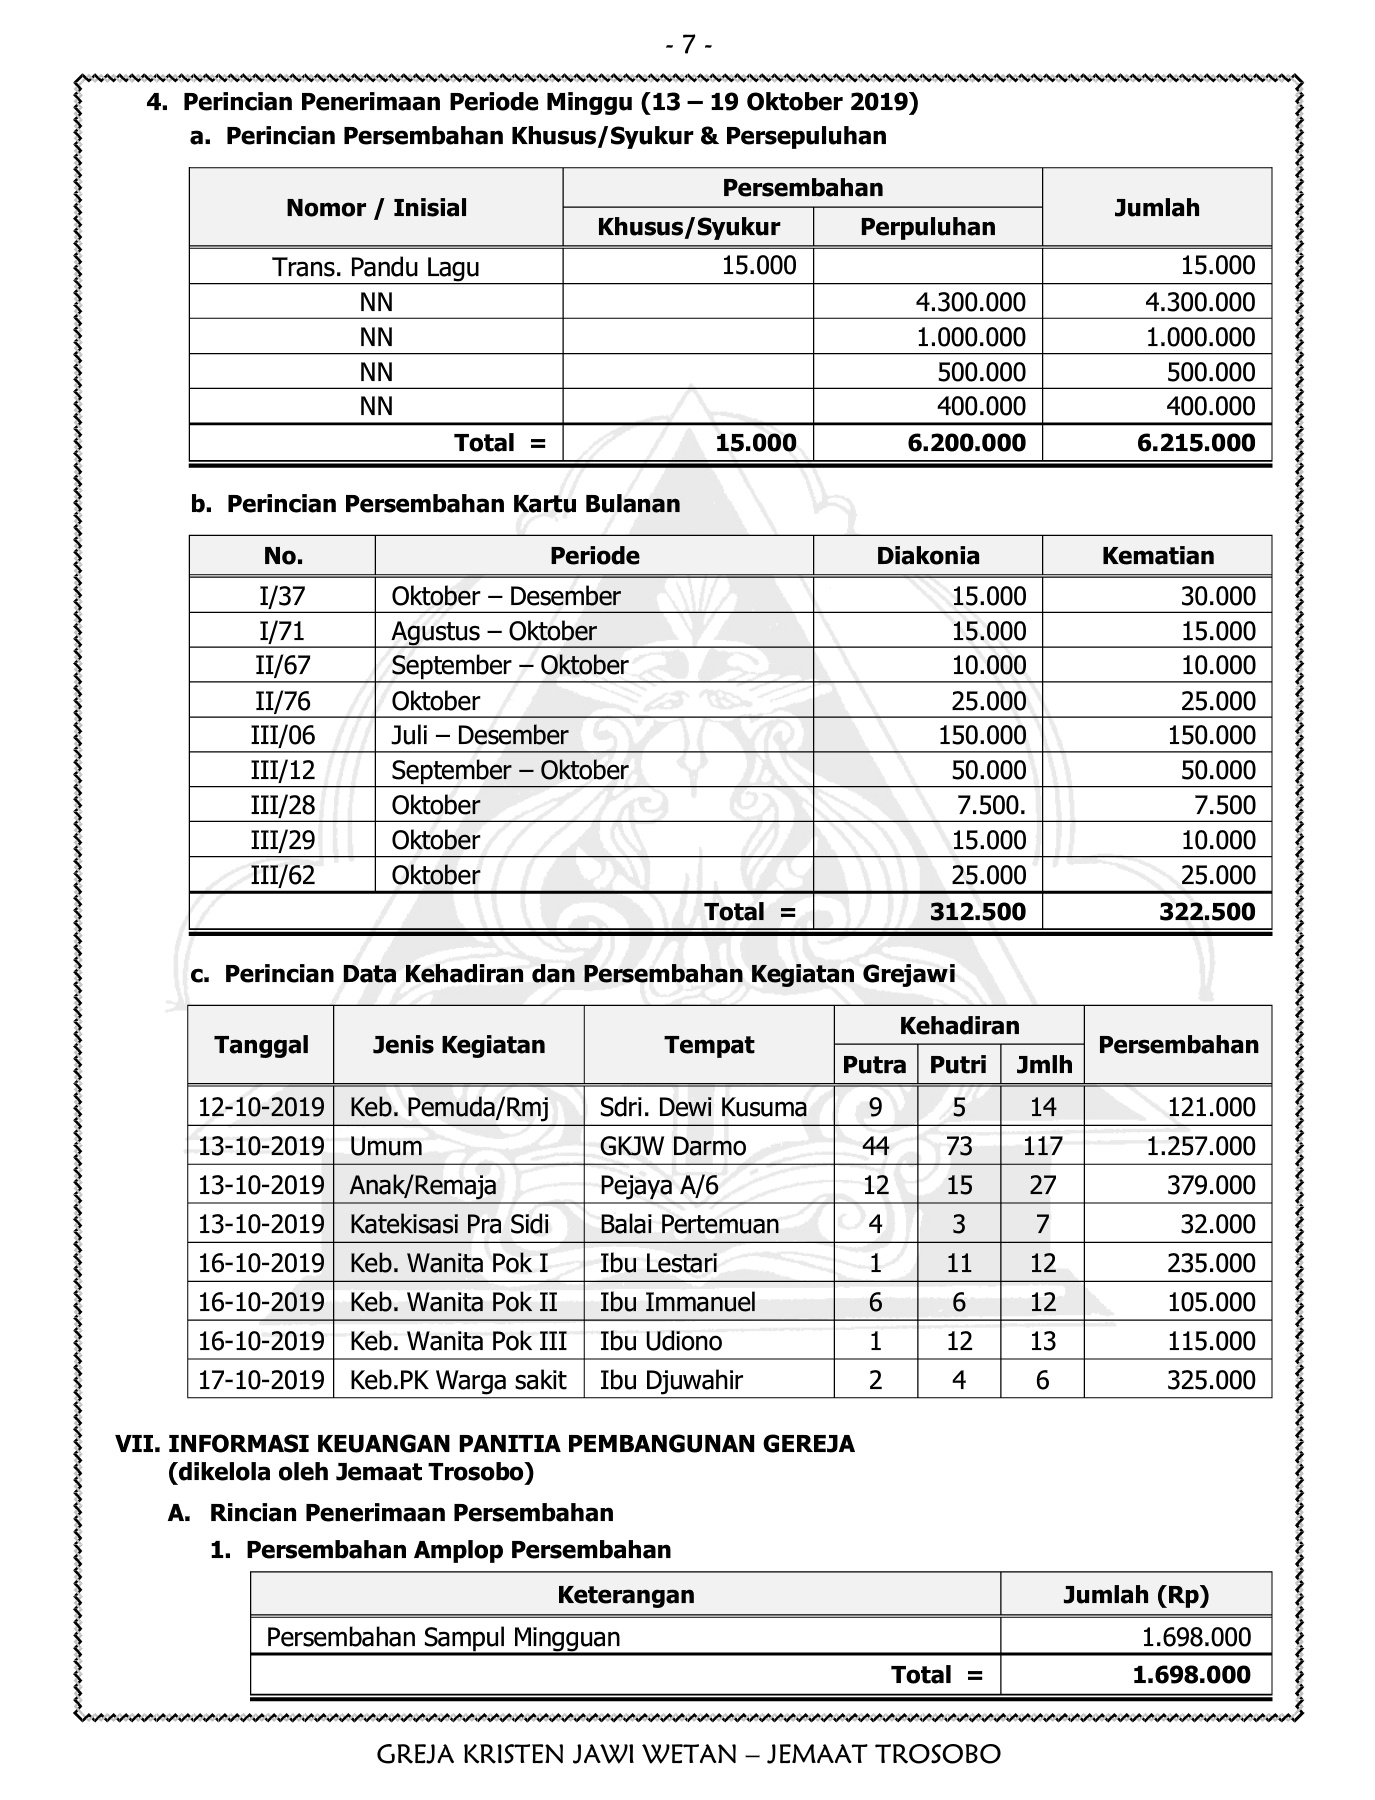 - 7 -
4. Perincian Penerimaan Periode Minggu (13 – 19 Oktober 2019)
a. Perincian Persembahan Khusus/Syukur & Persepuluhan
Nomor / Inisial Persembahan Jumlah
Khusus/Syukur Perpuluhan
Trans. Pandu Lagu 15.000 15.000
NN 4.300.000 4.300.000
NN 1.000.000 1.000.000
NN 500.000 500.000
NN 400.000 400.000
Total = 15.000 6.200.000 6.215.000
b. Perincian Persembahan Kartu Bulanan
No. Periode Diakonia Kematian
I/37 Oktober – Desember 15.000 30.000
I/71 Agustus – Oktober 15.000 15.000
II/67 September – Oktober 10.000 10.000
II/76 Oktober 25.000 25.000
III/06 Juli – Desember 150.000 150.000
III/12 September – Oktober 50.000 50.000
III/28 Oktober 7.500. 7.500
III/29 Oktober 15.000 10.000
III/62 Oktober 25.000 25.000
Total = 312.500 322.500
c. Perincian Data Kehadiran dan Persembahan Kegiatan Grejawi
Tanggal Jenis Kegiatan Tempat Kehadiran Persembahan
Putra Putri Jmlh
12-10-2019 Keb. Pemuda/Rmj Sdri. Dewi Kusuma 9 5 14 121.000
13-10-2019 Umum GKJW Darmo 44 73 117 1.257.000
13-10-2019 Anak/Remaja Pejaya A/6 12 15 27 379.000
13-10-2019 Katekisasi Pra Sidi Balai Pertemuan 4 3 7 32.000
16-10-2019 Keb. Wanita Pok I Ibu Lestari 1 11 12 235.000
16-10-2019 Keb. Wanita Pok II Ibu Immanuel 6 6 12 105.000
16-10-2019 Keb. Wanita Pok III Ibu Udiono 1 12 13 115.000
17-10-2019 Keb.PK Warga sakit Ibu Djuwahir 2 4 6 325.000
VII. INFORMASI KEUANGAN PANITIA PEMBANGUNAN GEREJA
(dikelola oleh Jemaat Trosobo)
A. Rincian Penerimaan Persembahan
1. Persembahan Amplop Persembahan
Keterangan Jumlah (Rp)
Persembahan Sampul Mingguan 1.698.000
Total = 1.698.000
GREJA KRISTEN JAWI WETAN – JEMAAT TROSOBO